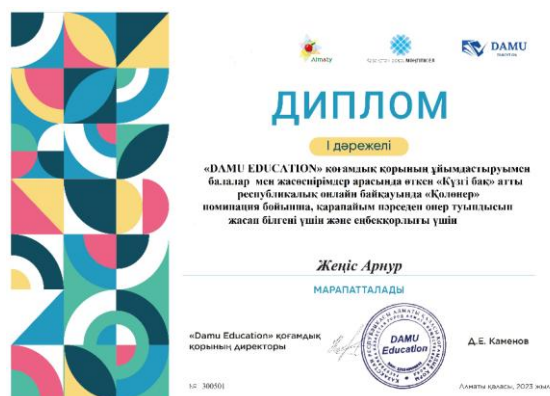 Almaty
DAMU
ДИПЛОМ
I дәрежелі
«DAMU EDUCATION» қоғамдық қорының ұйымдастыруымен
балалар мен жасөспірімдер арасында өткен «Күзгі бақ» атты
республикалық онлайн байқауында «Қолөнер»
номинация бойынша, қарапайым нәрседен өнер туындысын
жасап білгені үшін және еңбекқорлығы үшін
Жеңіс Арнур
МАРАПАТТАЛАДЫ
«Damu Education» қоғамдық
қорының директоры
DAMU
Education
Д.Е. Каменов
№ 300501
Алматы қаласы, 2023 жыл